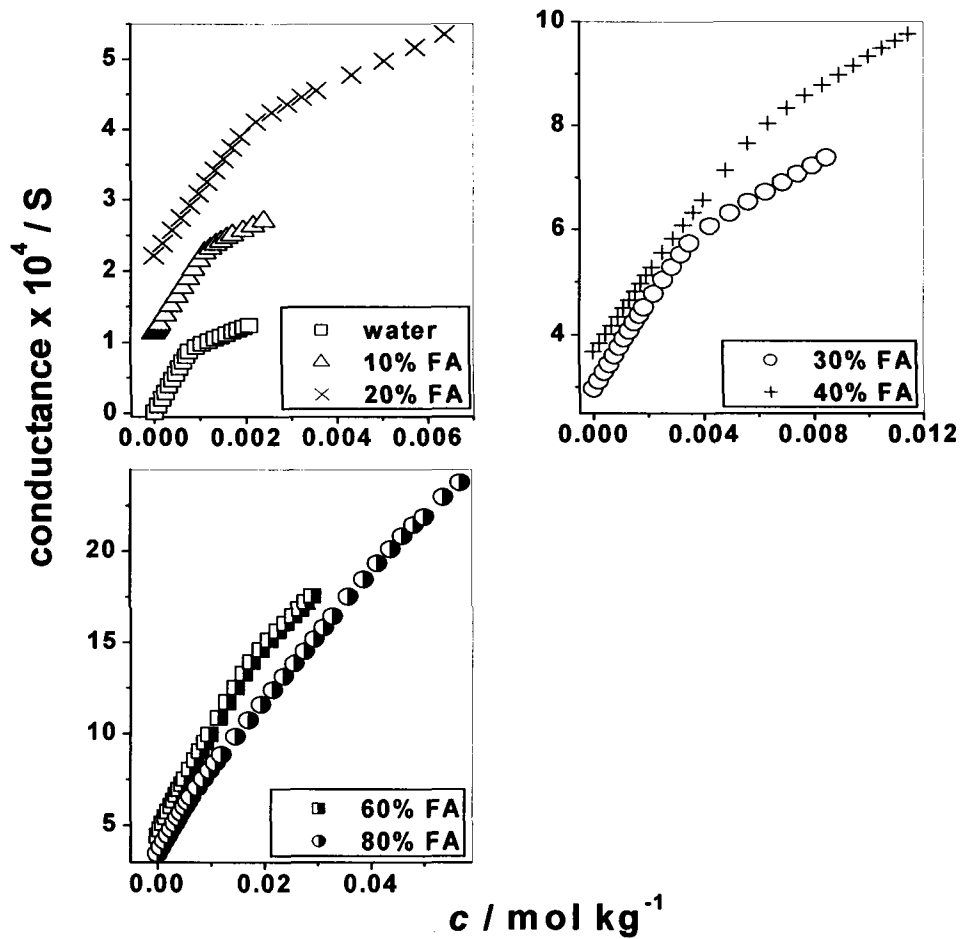 conductance x 10⁴ / S
5
4
3
2
1
0
0.000 0.002 0.004 0.006
water
10% FA
20% FA
10
8
6
4
0.000 0.004 0.008 0.012
30% FA
40% FA
20
15
10
5
0.00 0.02 0.04
60% FA
80% FA
c / mol kg⁻¹